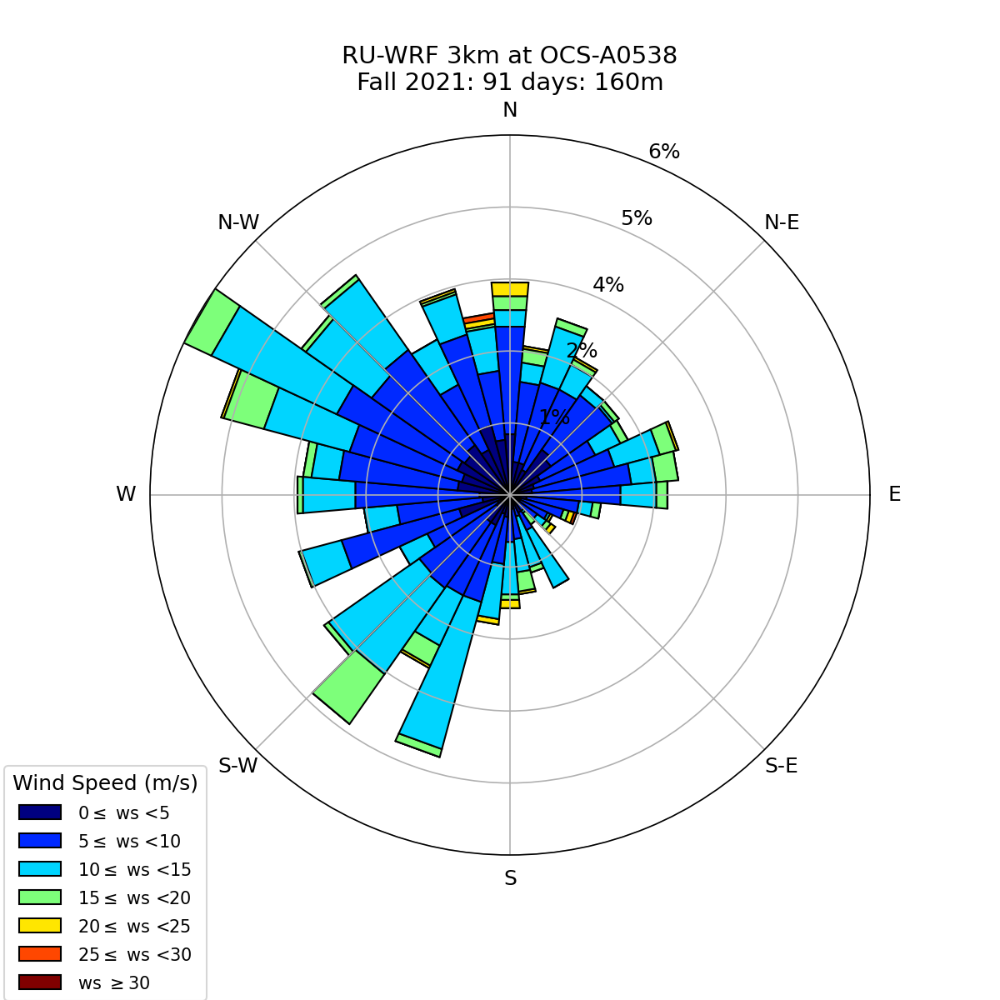 RU-WRF 3km at OCS-A0538
Fall 2021: 91 days: 160m
N
6%
N-W
5%
N-E
4%
2%
1%
W
E
S-W
S-E
S
Wind Speed (m/s)
0≤ ws <5
5≤ ws <10
10≤ ws <15
15≤ ws <20
20≤ ws <25
25≤ ws <30
ws ≥30